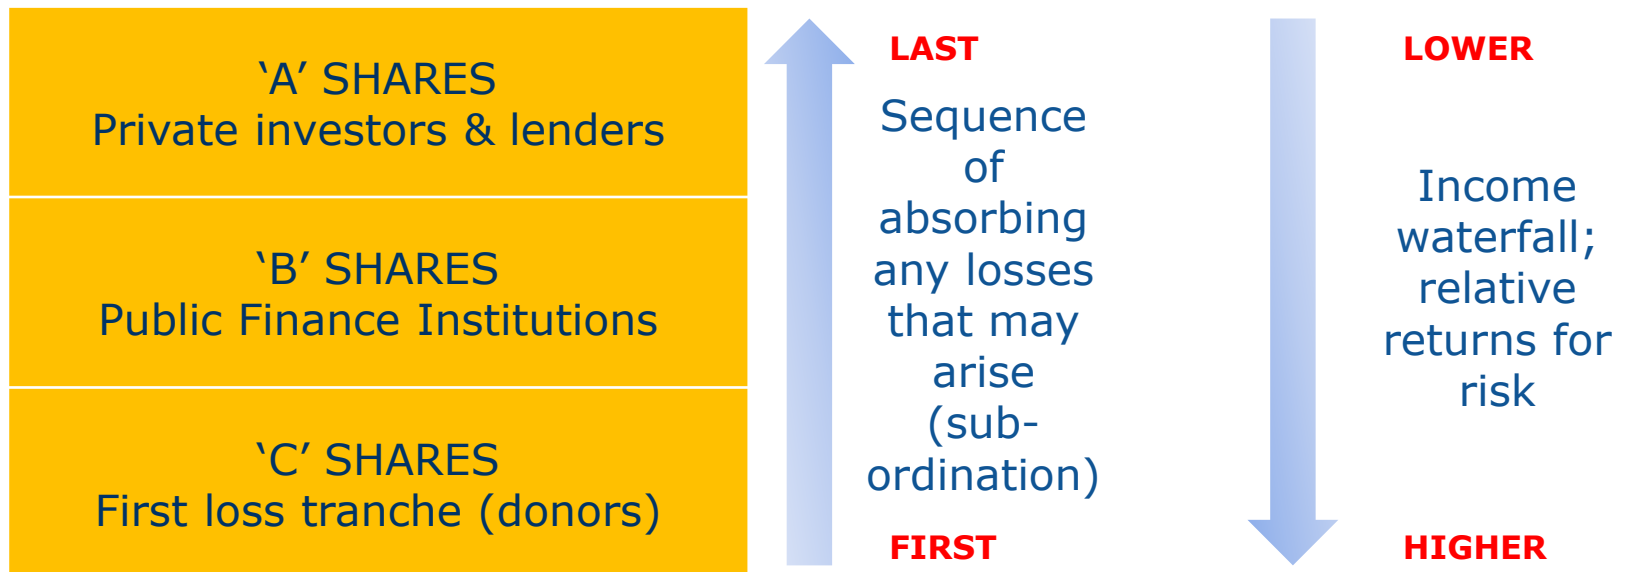 ‘A’ SHARES
Private investors & lenders
‘B’ SHARES
Public Finance Institutions
‘C’ SHARES
First loss tranche (donors)
LAST
Sequence
of
absorbing
any losses
that may
arise
(sub-
ordination)
FIRST
LOWER
Income
waterfall;
relative
returns for
risk
HIGHER